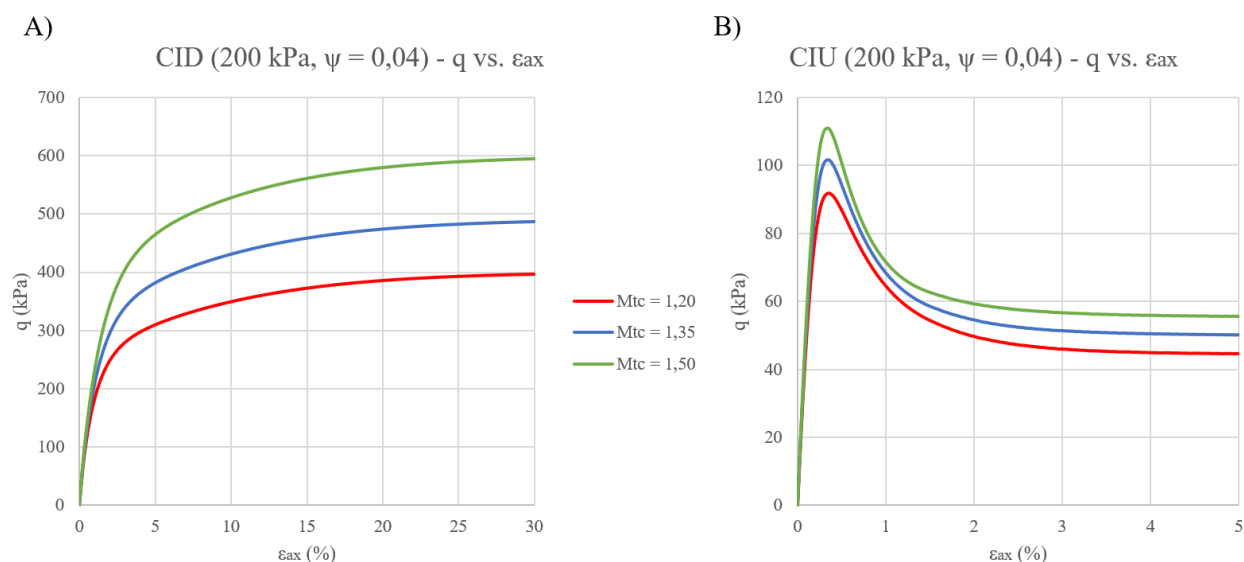 A)
CID (200 kPa, ψ = 0,04) - q vs. εax
q (kPa)
700
600
500
400
300
200
100
0
0 5 10 15 20 25 30
εax (%)
Mtc = 1,20
Mtc = 1,35
Mtc = 1,50
B)
CIU (200 kPa, ψ = 0,04) - q vs. εax
q (kPa)
120
100
80
60
40
20
0
0 1 2 3 4 5
εax (%)